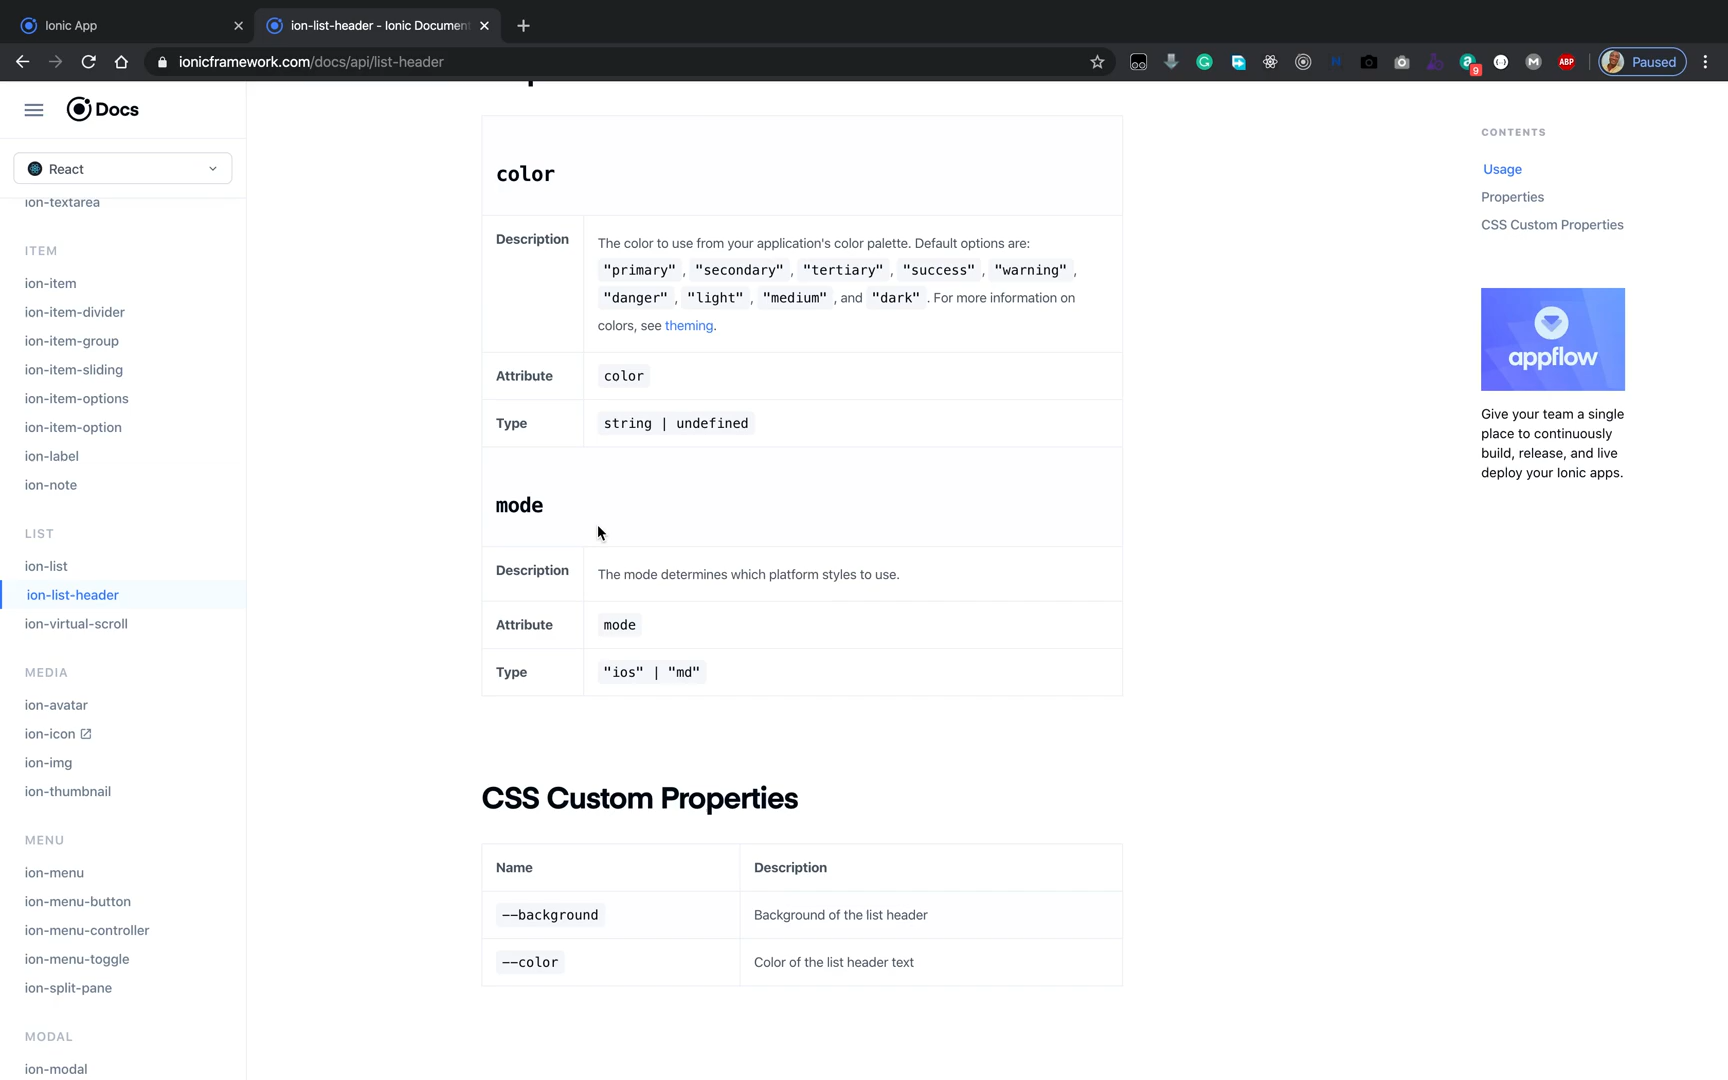 Ionic App
ion-list-header - Ionic Document
ionicframework.com/docs/api/list-header
9
ABP
Paused
Docs
React
ion-textarea
ITEM
ion-item
ion-item-divider
ion-item-group
ion-item-sliding
ion-item-options
ion-item-option
ion-label
ion-note
LIST
ion-list
ion-list-header
ion-virtual-scroll
MEDIA
ion-avatar
ion-icon
ion-img
ion-thumbnail
MENU
ion-menu
ion-menu-button
ion-menu-controller
ion-menu-toggle
ion-split-pane
MODAL
ion-modal
color
Description
The color to use from your application's color palette. Default options are:
"primary", "secondary", "tertiary", "success", "warning",
"danger", "light", "medium", and "dark". For more information on
colors, see theming.
Attribute
color
Type
string | undefined
mode
Description
The mode determines which platform styles to use.
Attribute
mode
Type
"ios" | "md"
CSS Custom Properties
Name
Description
--background
Background of the list header
--color
Color of the list header text
CONTENTS
Usage
Properties
CSS Custom Properties
appflow
Give your team a single
place to continuously
build, release, and live
deploy your Ionic apps.